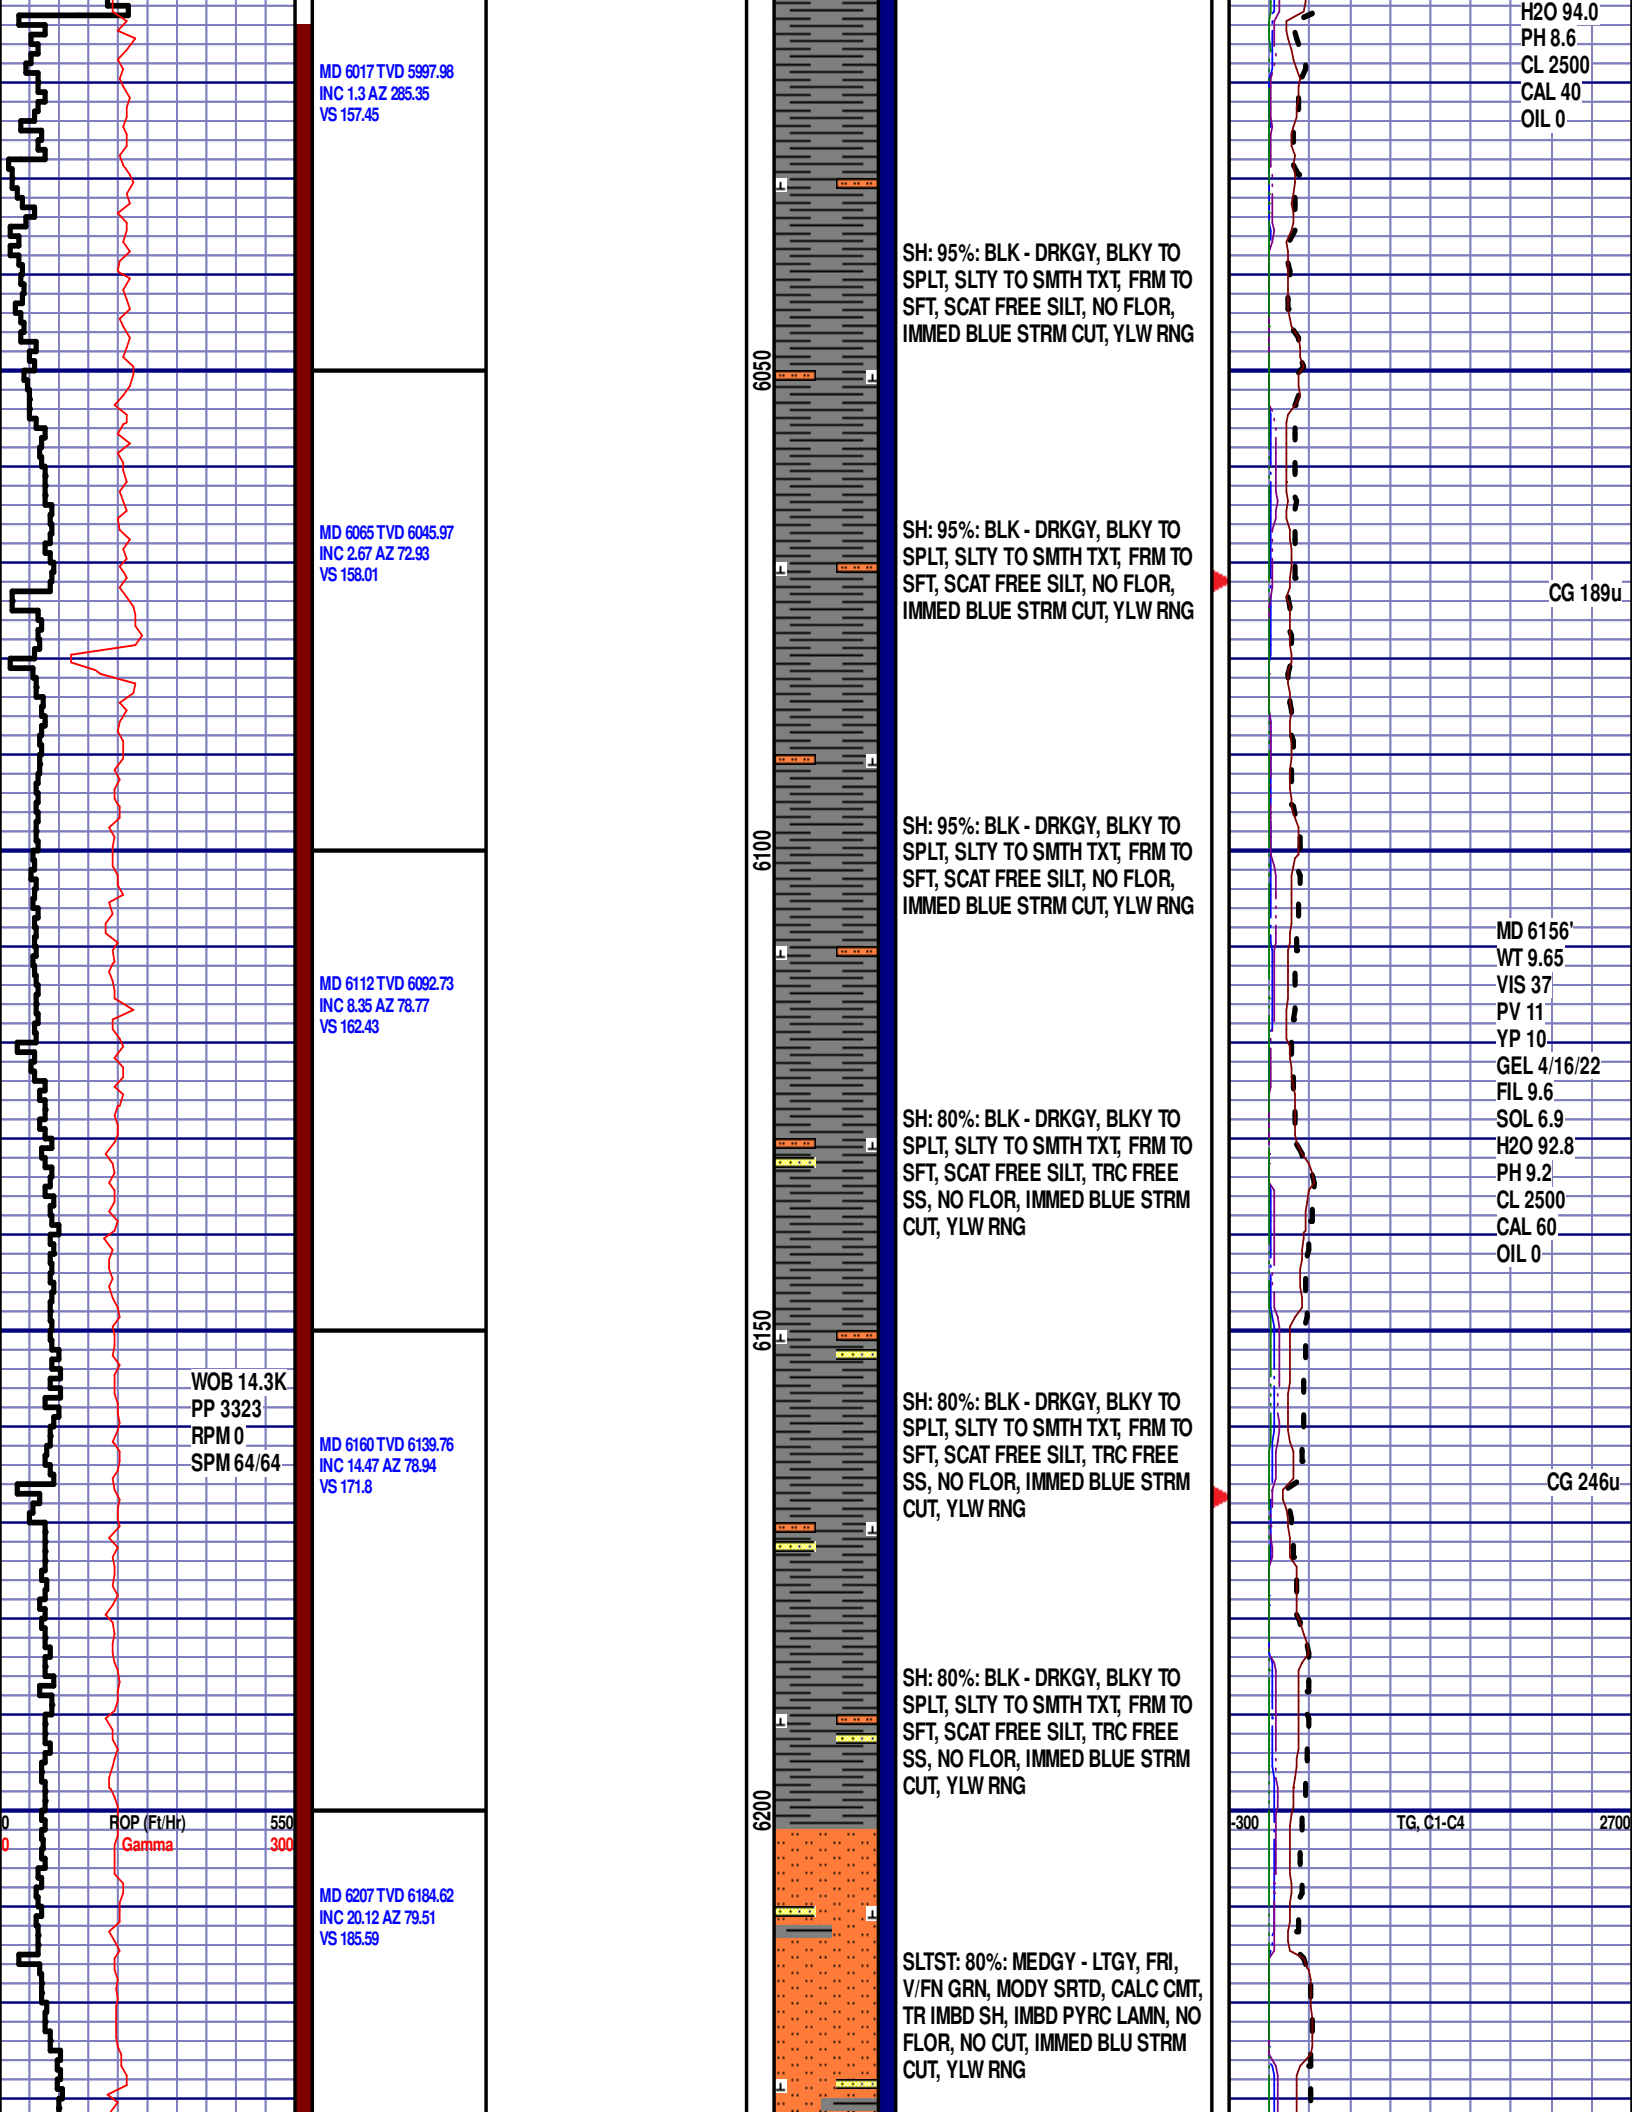 H2O 94.0
PH 8.6
CL 2500
CAL 40
OIL 0
MD 6017 TVD 5997.98
INC 1.3 AZ 285.35
VS 157.45
SH: 95%: BLK - DRKGY, BLKY TO
SPLT, SLTY TO SMTH TXT, FRM TO
SFT, SCAT FREE SILT, NO FLOR,
IMMED BLUE STRM CUT, YLW RNG
6050
MD 6065 TVD 6045.97
INC 2.67 AZ 72.93
VS 158.01
SH: 95%: BLK - DRKGY, BLKY TO
SPLT, SLTY TO SMTH TXT, FRM TO
SFT, SCAT FREE SILT, NO FLOR,
IMMED BLUE STRM CUT, YLW RNG
CG 189u
SH: 95%: BLK - DRKGY, BLKY TO
SPLT, SLTY TO SMTH TXT, FRM TO
SFT, SCAT FREE SILT, NO FLOR,
IMMED BLUE STRM CUT, YLW RNG
6100
MD 6112 TVD 6092.73
INC 8.35 AZ 78.77
VS 162.43
MD 6156'
WT 9.65
VIS 37
PV 11
YP 10
GEL 4/16/22
FIL 9.6
SOL 6.9
H2O 92.8
PH 9.2
CL 2500
CAL 60
OIL 0
SH: 80%: BLK - DRKGY, BLKY TO
SPLT, SLTY TO SMTH TXT, FRM TO
SFT, SCAT FREE SILT, TRC FREE
SS, NO FLOR, IMMED BLUE STRM
CUT, YLW RNG
6150
WOB 14.3K
PP 3323
RPM 0
SPM 64/64
MD 6160 TVD 6139.76
INC 14.47 AZ 78.94
VS 171.8
SH: 80%: BLK - DRKGY, BLKY TO
SPLT, SLTY TO SMTH TXT, FRM TO
SFT, SCAT FREE SILT, TRC FREE
SS, NO FLOR, IMMED BLUE STRM
CUT, YLW RNG
CG 246u
SH: 80%: BLK - DRKGY, BLKY TO
SPLT, SLTY TO SMTH TXT, FRM TO
SFT, SCAT FREE SILT, TRC FREE
SS, NO FLOR, IMMED BLUE STRM
CUT, YLW RNG
6200
0 ROP (Ft/Hr) 550
0 Gamma 300
-300 TG, C1-C4 2700
MD 6207 TVD 6184.62
INC 20.12 AZ 79.51
VS 185.59
SLTST: 80%: MEDGY - LTGY, FRI,
V/FN GRN, MODY SRTD, CALC CMT,
TR IMBD SH, IMBD PYRC LAMN, NO
FLOR, NO CUT, IMMED BLU STRM
CUT, YLW RNG